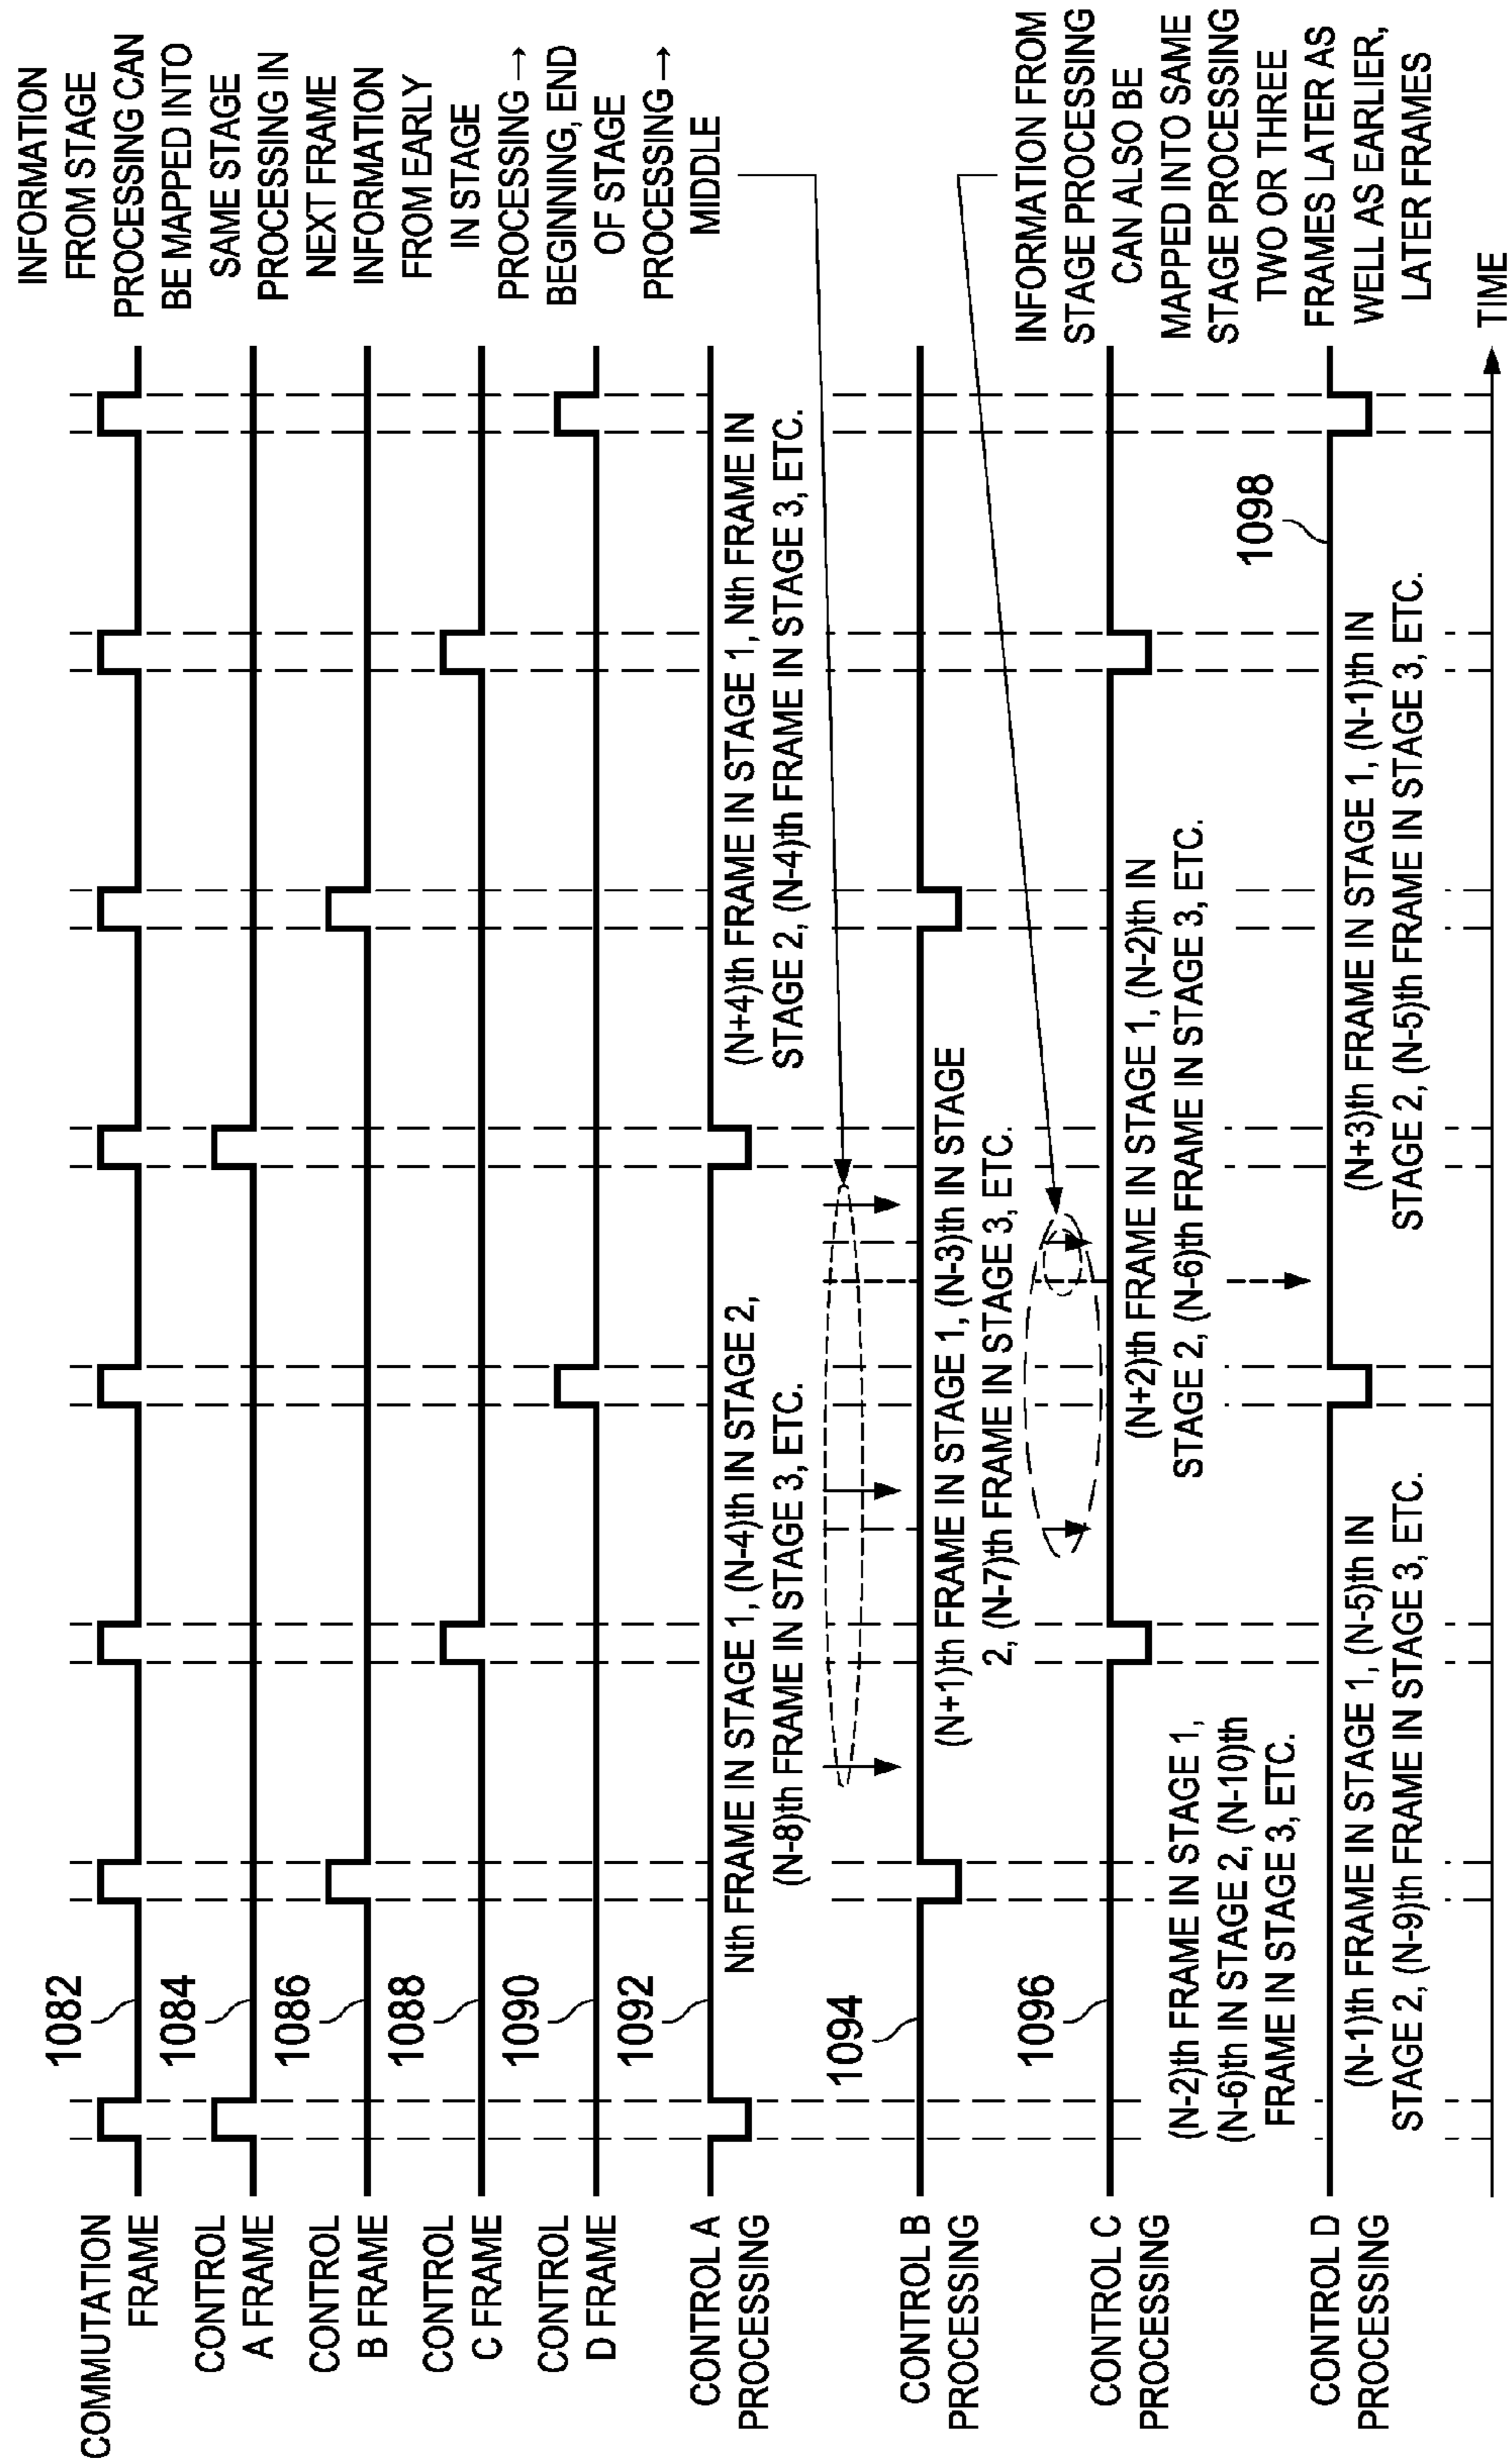 COMMUTATION
FRAME
1082
CONTROL
A FRAME
1084
CONTROL
B FRAME
1086
CONTROL
C FRAME
1088
CONTROL
D FRAME
1090
CONTROL A
PROCESSING
1092
Nth FRAME IN STAGE 1, (N-4)th IN STAGE 2,
(N-8)th FRAME IN STAGE 3, ETC.
(N+4)th FRAME IN STAGE 1, Nth FRAME IN
STAGE 2, (N-4)th FRAME IN STAGE 3, ETC.
CONTROL B
PROCESSING
1094
(N+1)th FRAME IN STAGE 1, (N-3)th IN STAGE
2, (N-7)th FRAME IN STAGE 3, ETC.
CONTROL C
PROCESSING
1096
(N-2)th FRAME IN STAGE 1,
(N-6)th IN STAGE 2, (N-10)th
FRAME IN STAGE 3, ETC.
(N+2)th FRAME IN STAGE 1, (N-2)th IN
STAGE 2, (N-6)th FRAME IN STAGE 3, ETC.
CONTROL D
PROCESSING
1098
(N-1)th FRAME IN STAGE 1, (N-5)th IN
STAGE 2, (N-9)th FRAME IN STAGE 3, ETC.
(N+3)th FRAME IN STAGE 1, (N-1)th IN
STAGE 2, (N-5)th FRAME IN STAGE 3, ETC.
INFORMATION
FROM STAGE
PROCESSING CAN
BE MAPPED INTO
SAME STAGE
PROCESSING IN
NEXT FRAME
INFORMATION
FROM EARLY
IN STAGE
PROCESSING→
BEGINNING, END
OF STAGE
PROCESSING→
MIDDLE
INFORMATION FROM
STAGE PROCESSING
CAN ALSO BE
MAPPED INTO SAME
STAGE PROCESSING
TWO OR THREE
FRAMES LATER AS
WELL AS EARLIER,
LATER FRAMES
TIME